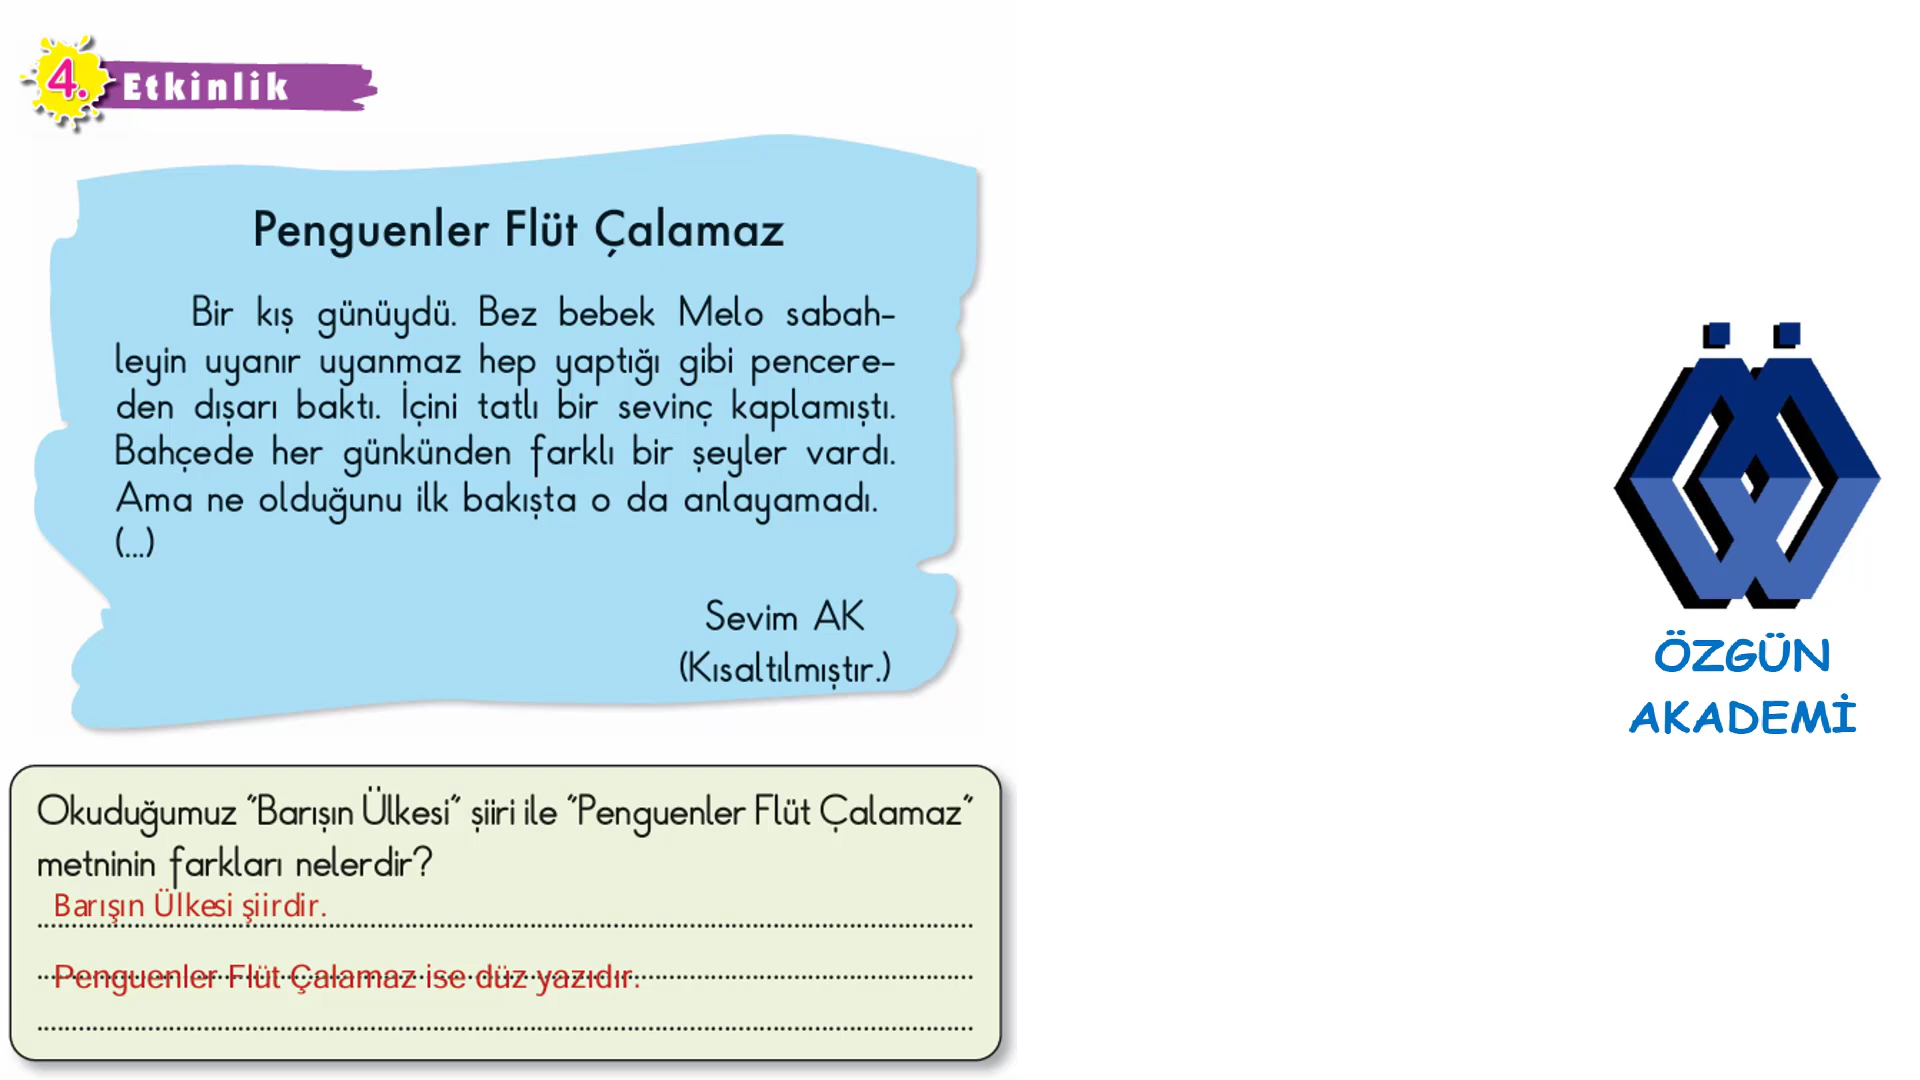 4. Etkinlik
Penguenler Flüt Çalamaz
Bir kış günüydü. Bez bebek Melo sabah-
leyin uyanır uyanmaz hep yaptığı gibi pencere-
den dışarı baktı. İçini tatlı bir sevinç kaplamıştı.
Bahçede her günkünden farklı bir şeyler vardı.
Ama ne olduğunu ilk bakışta o da anlayamadı.
(...)
Sevim AK
(Kısaltılmıştır.)
Okuduğumuz "Barışın Ülkesi" şiiri ile "Penguenler Flüt Çalamaz"
metninin farkları nelerdir?
Barışın Ülkesi şiirdir.
Penguenler Flüt Çalamaz ise düz yazıdır.
ÖZGÜN
AKADEMİ